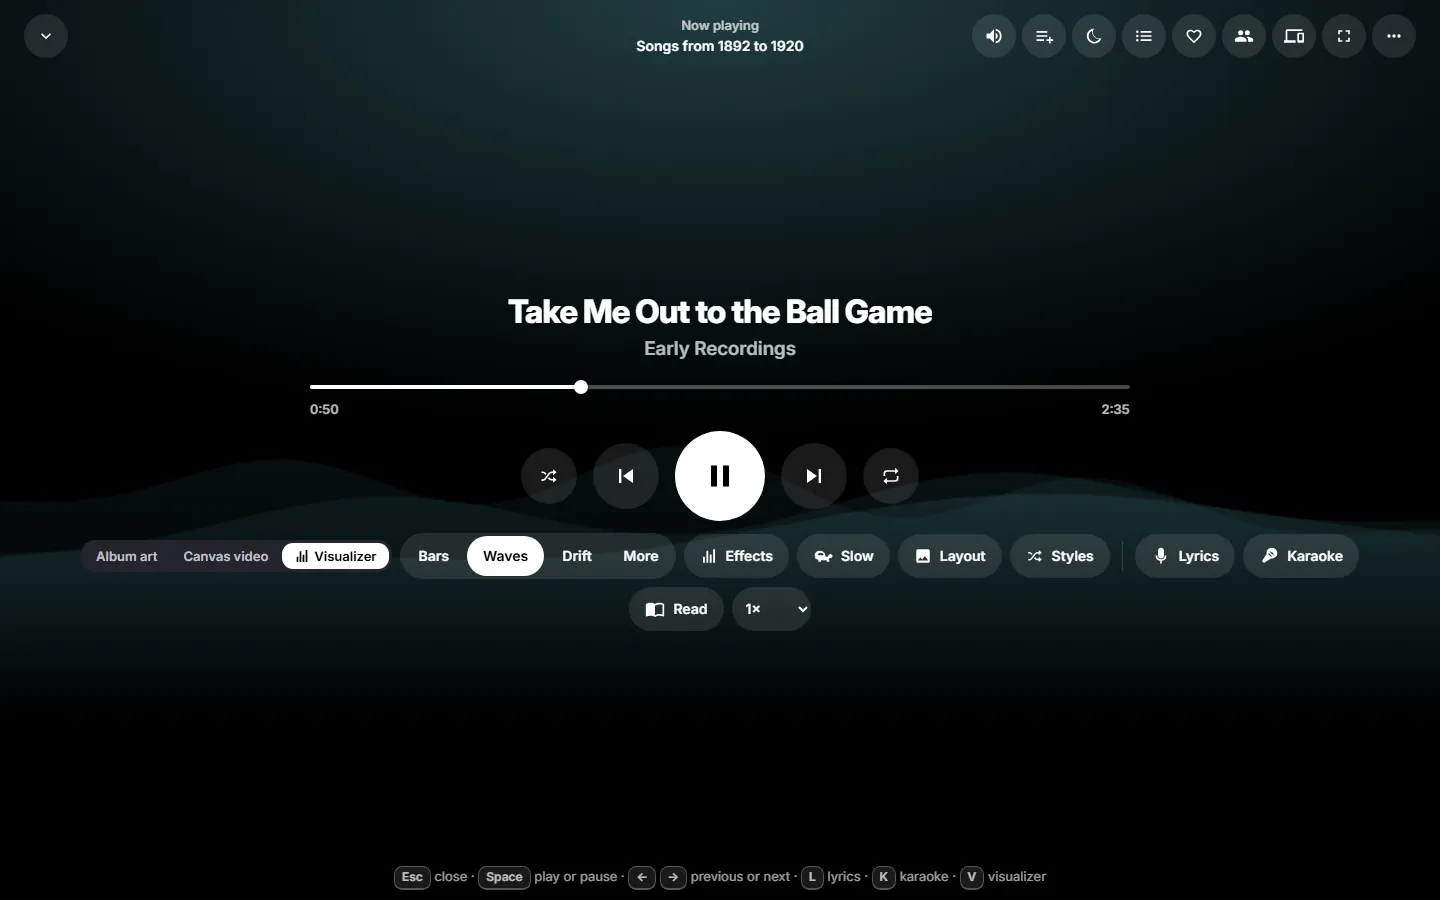 Now playing
Songs from 1892 to 1920
Take Me Out to the Ball Game
Early Recordings
0:50 2:35
Album art Canvas video Visualizer Bars Waves Drift More Effects Slow Layout Styles Lyrics Karaoke
Read 1×
Esc close · Space play or pause · ← → previous or next · L lyrics · K karaoke · V visualizer